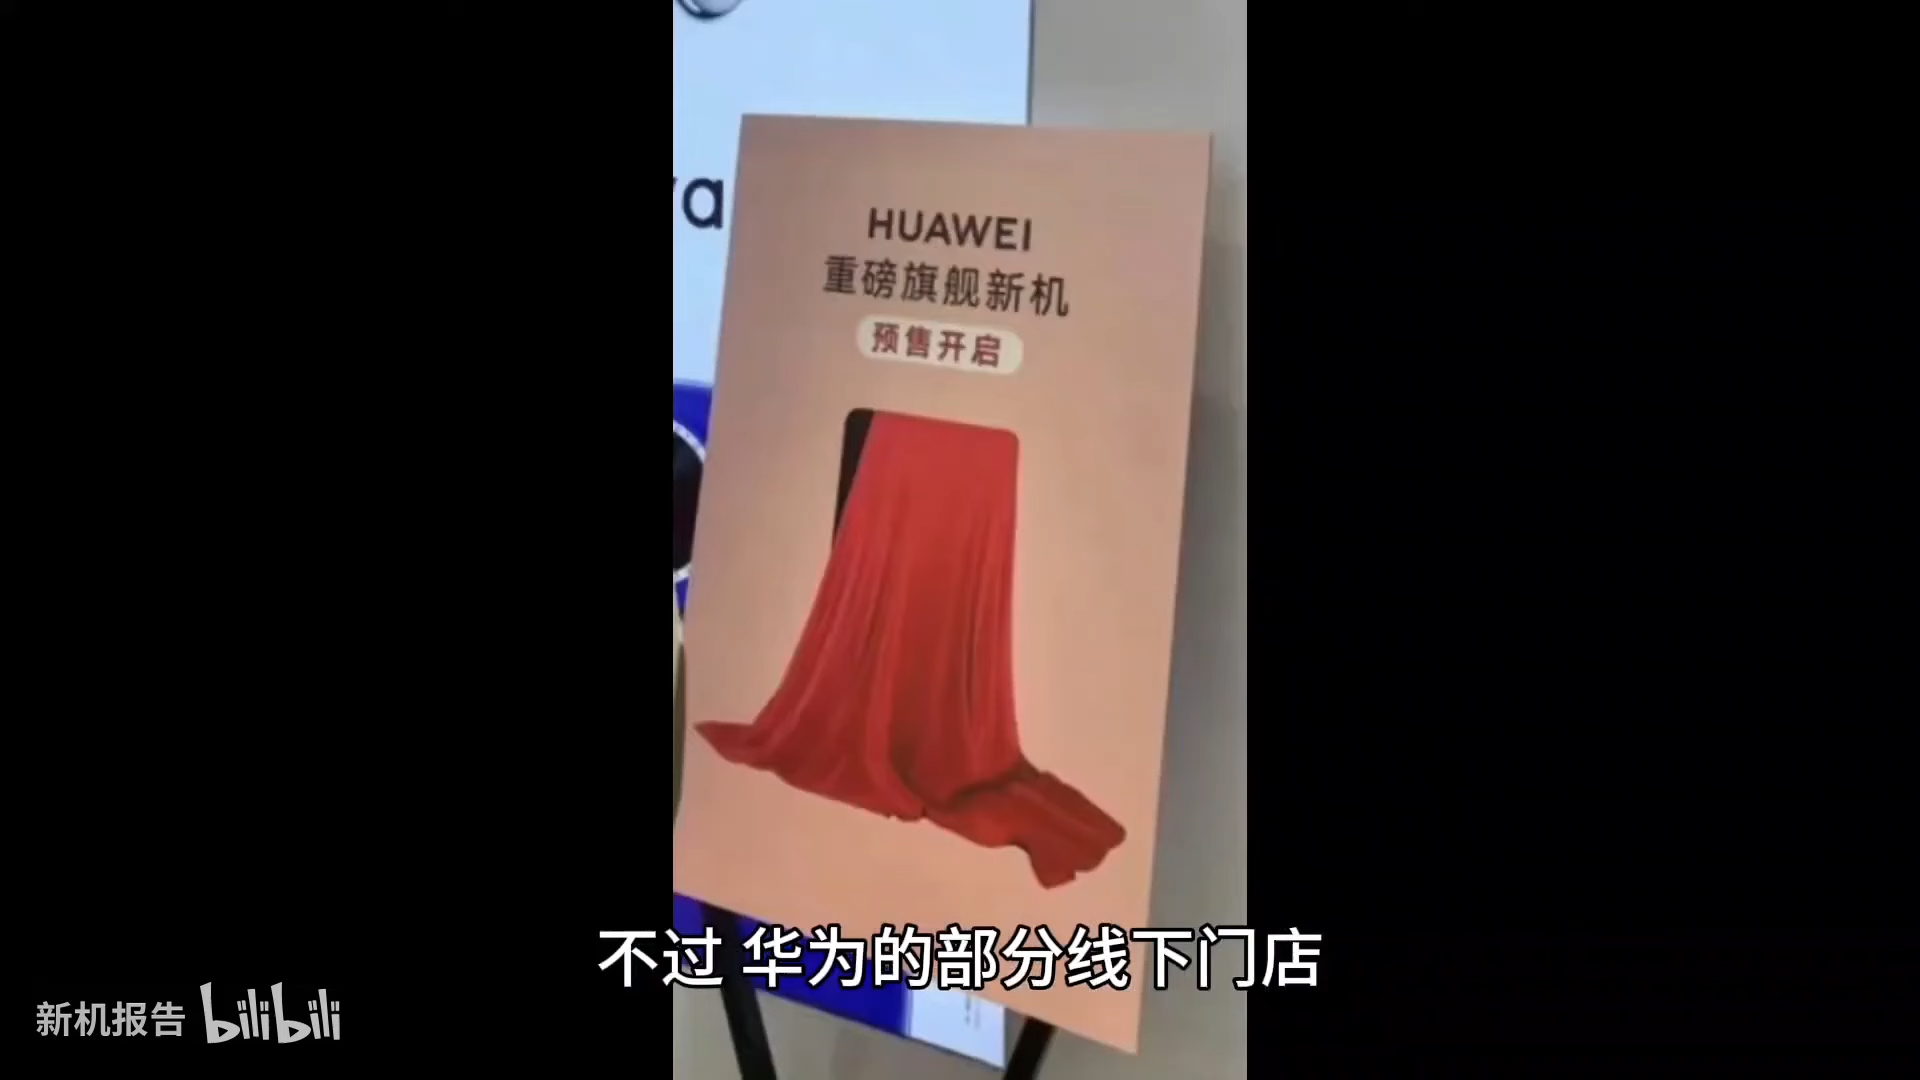 va
HUAWEI
重磅旗舰新机
预售开启
不过 华为的部分线下门店
新机报告 bilibili